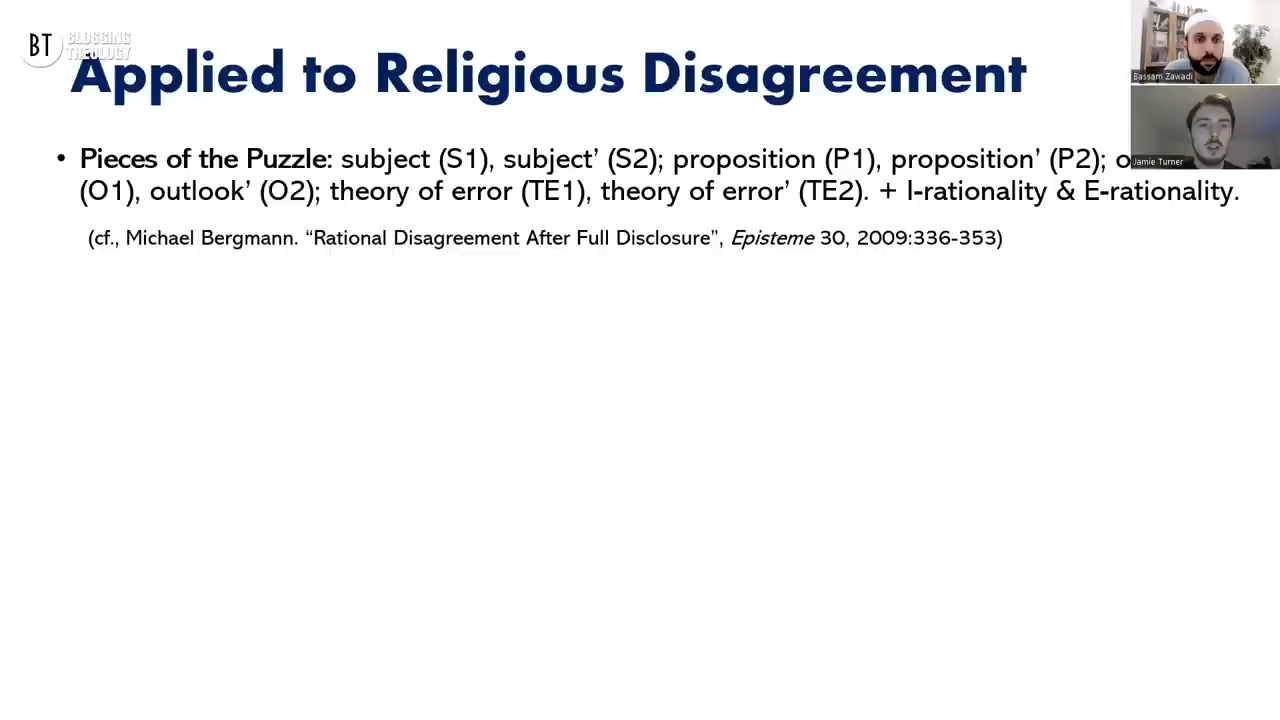 BT BLOGGING THEOLOGY
Applied to Religious Disagreement
Bassam Zawadi
Jamie Turner
• Pieces of the Puzzle: subject (S1), subject’ (S2); proposition (P1), proposition’ (P2);
(O1), outlook’ (O2); theory of error (TE1), theory of error’ (TE2). + I-rationality & E-rationality.
(cf., Michael Bergmann. “Rational Disagreement After Full Disclosure”, Episteme 30, 2009:336-353)